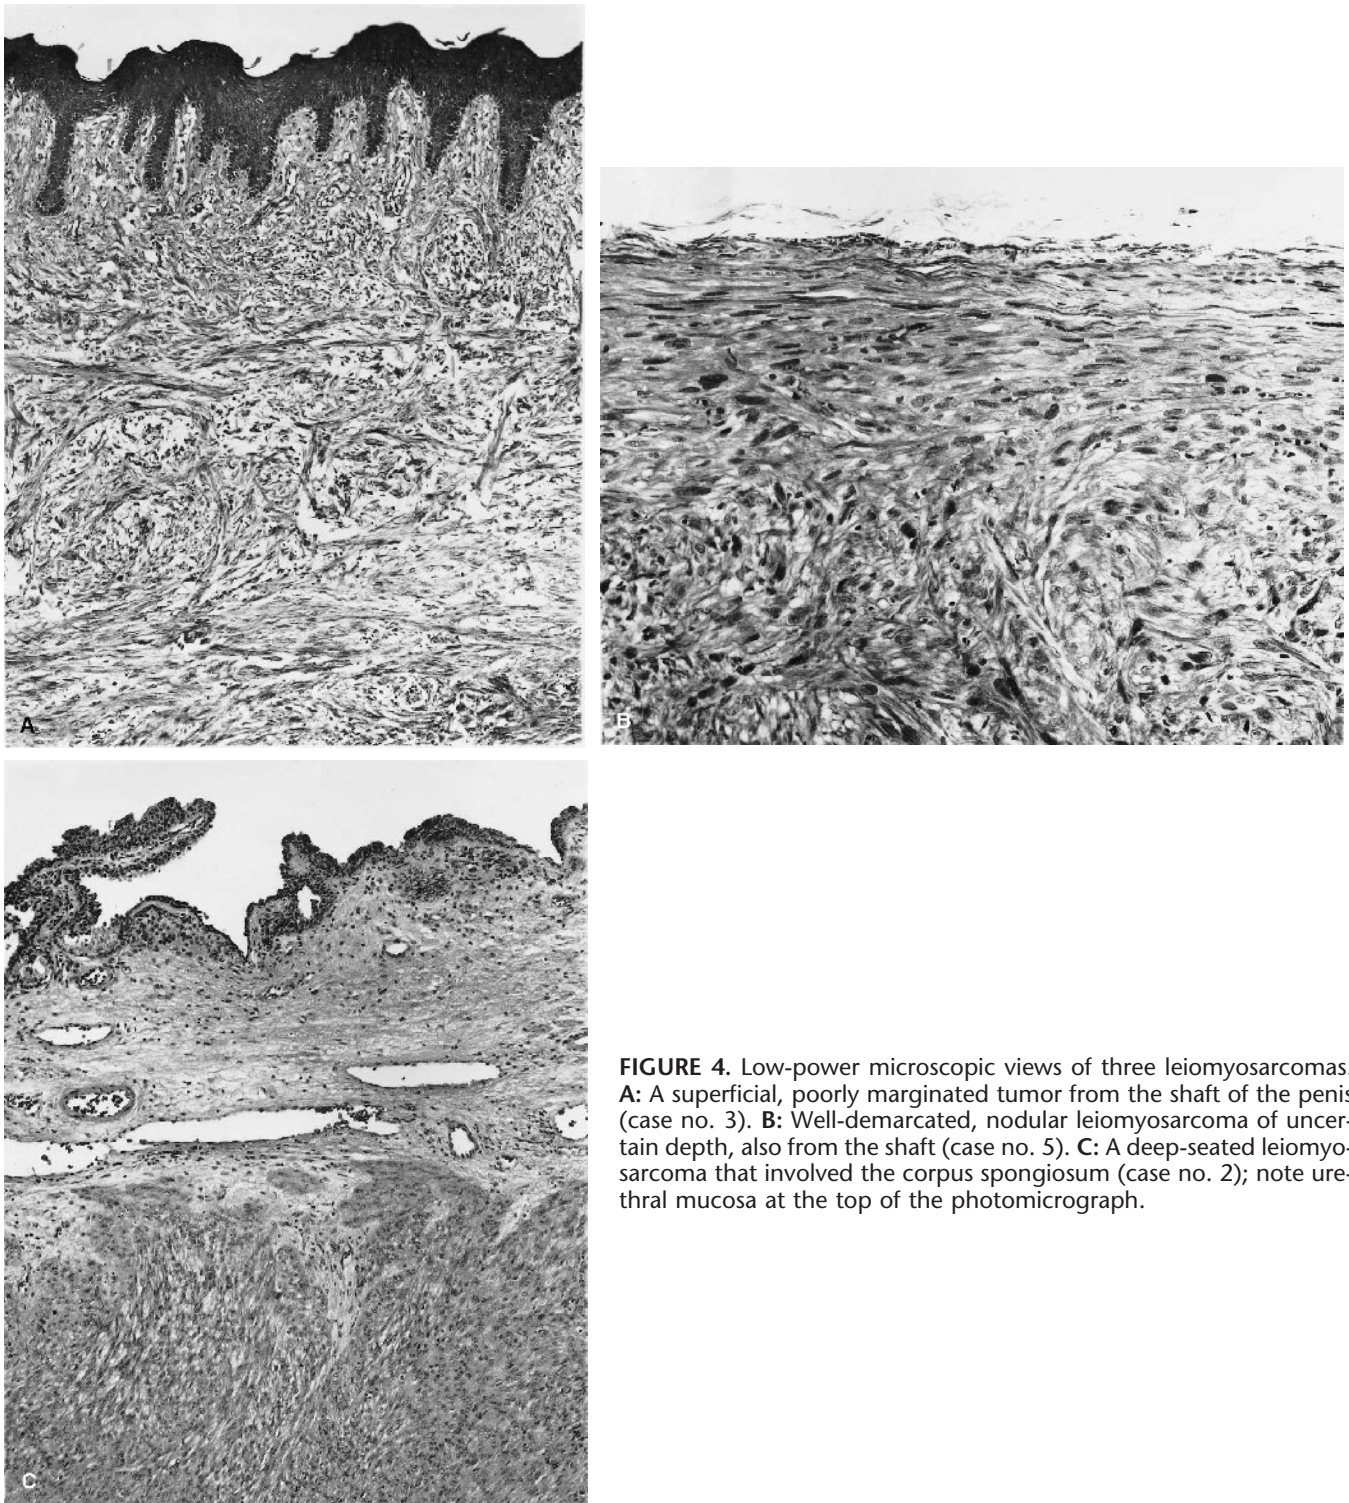 A
B
C
FIGURE 4. Low-power microscopic views of three leiomyosarcomas.
A: A superficial, poorly marginated tumor from the shaft of the penis
(case no. 3). B: Well-demarcated, nodular leiomyosarcoma of uncer-
tain depth, also from the shaft (case no. 5). C: A deep-seated leiomyo-
sarcoma that involved the corpus spongiosum (case no. 2); note ure-
thral mucosa at the top of the photomicrograph.